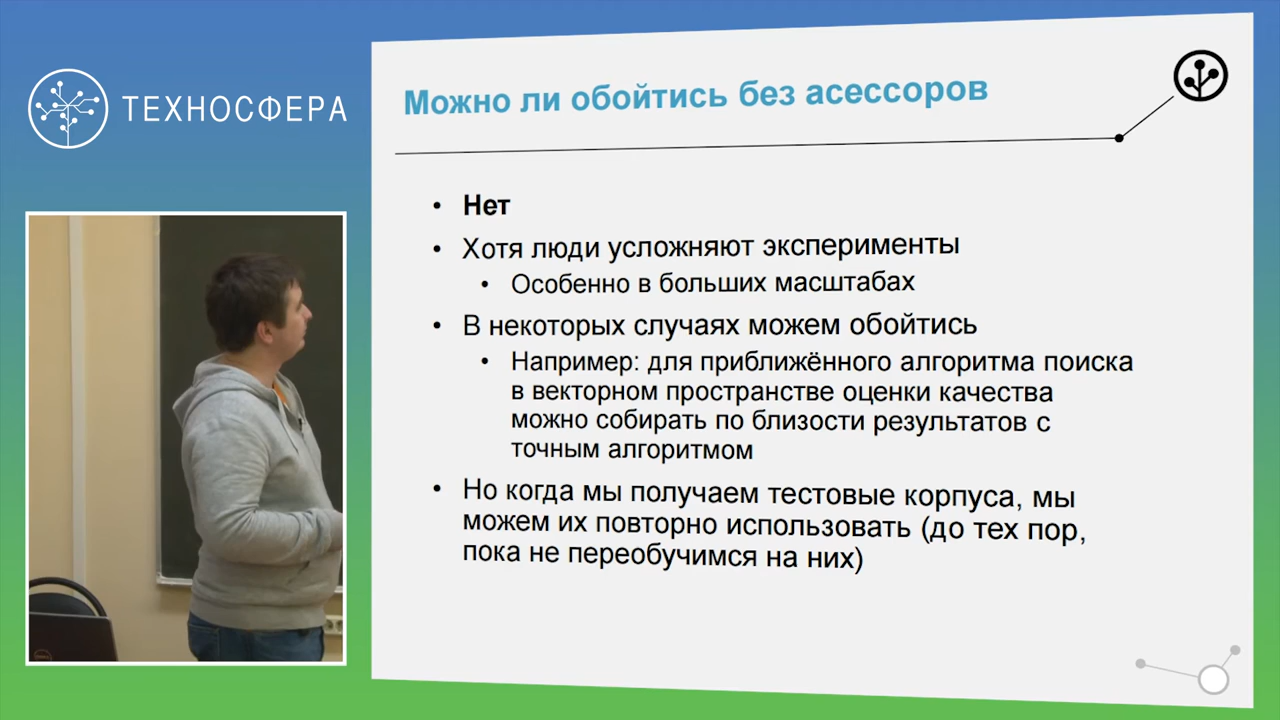 ТЕХНОСФЕРА
Можно ли обойтись без асессоров
• Нет
• Хотя люди усложняют эксперименты
• Особенно в больших масштабах
• В некоторых случаях можем обойтись
• Например: для приближённого алгоритма поиска
в векторном пространстве оценки качества
можно собирать по близости результатов с
точным алгоритмом
• Но когда мы получаем тестовые корпуса, мы
можем их повторно использовать (до тех пор,
пока не переобучимся на них)